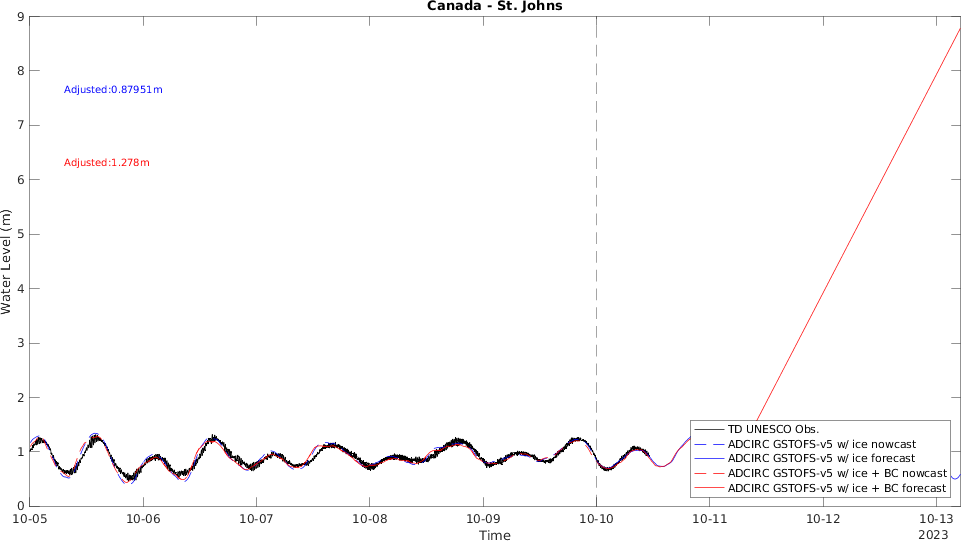 Canada - St. Johns
9
8
7
6
5
4
3
2
1
0
Adjusted:0.87951m
Adjusted:1.278m
Water Level (m)
TD UNESCO Obs.
ADCIRC GSTOFS-v5 w/ ice nowcast
ADCIRC GSTOFS-v5 w/ ice forecast
ADCIRC GSTOFS-v5 w/ ice + BC nowcast
ADCIRC GSTOFS-v5 w/ ice + BC forecast
10-05 10-06 10-07 10-08 10-09 10-10 10-11 10-12 10-13
Time
2023